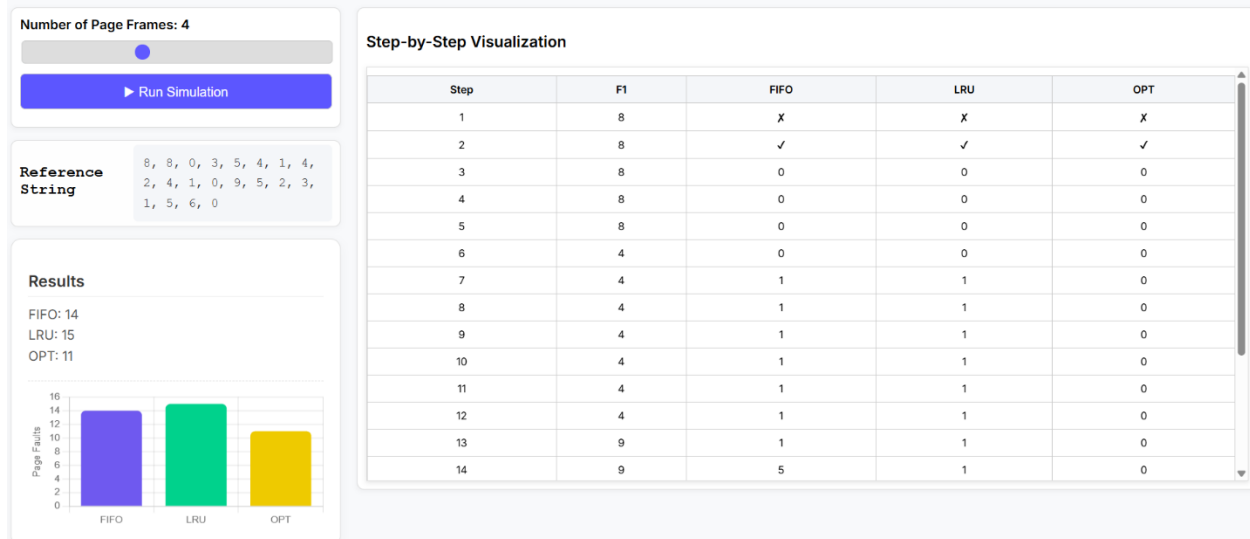 Number of Page Frames: 4
▶ Run Simulation
Reference String
8, 8, 0, 3, 5, 4, 1, 4,
2, 4, 1, 0, 9, 5, 2, 3,
1, 5, 6, 0
Results
FIFO: 14
LRU: 15
OPT: 11
16
14
12
10
8
6
4
2
0
Page Faults
FIFO LRU OPT
Step-by-Step Visualization
Step F1 FIFO LRU OPT
1 8 ✗ ✗ ✗
2 8 ✓ ✓ ✓
3 8 0 0 0
4 8 0 0 0
5 8 0 0 0
6 4 0 0 0
7 4 1 1 0
8 4 1 1 0
9 4 1 1 0
10 4 1 1 0
11 4 1 1 0
12 4 1 1 0
13 9 1 1 0
14 9 5 1 0